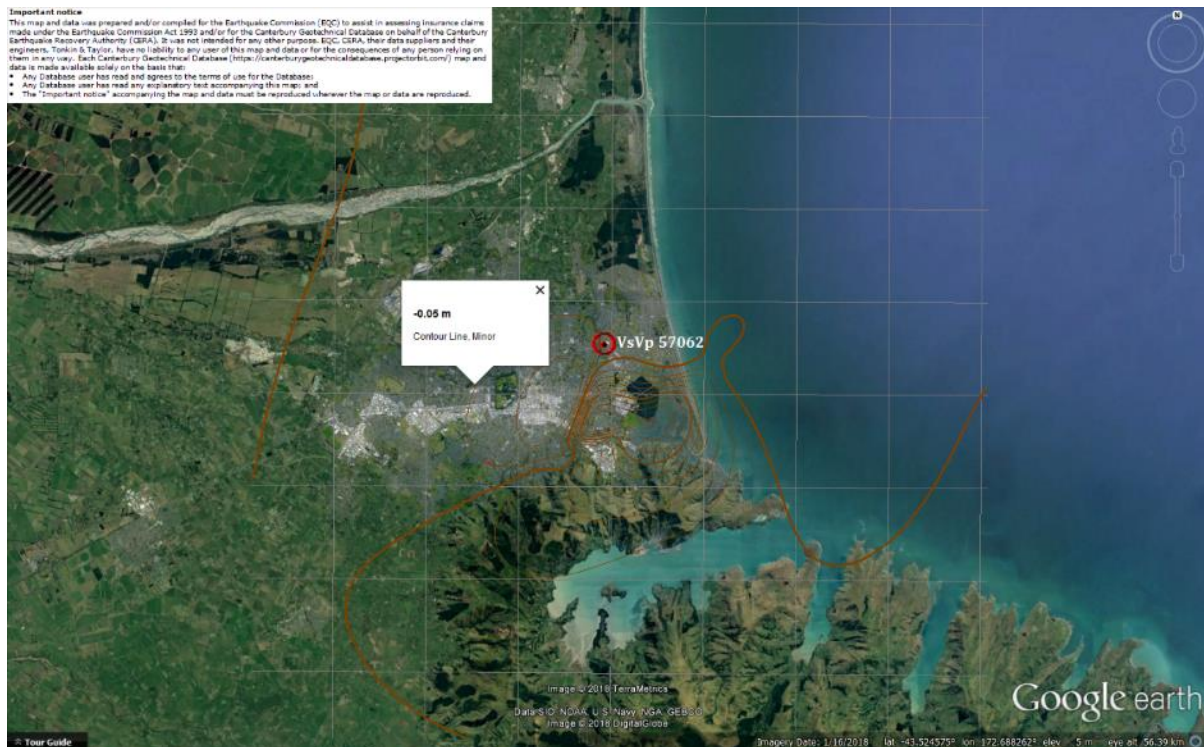 Important notice
This map and data was prepared and/or compiled for the Earthquake Commission (EQC) to assist in assessing insurance claims
made under the Earthquake Commission Act 1993 and/or for the Canterbury Geotechnical Database on behalf of the Canterbury
Earthquake Recovery Authority (CERA). It was not intended for any other purpose. EQC, CERA, their data suppliers and their
engineers, Tonkin & Taylor, have no liability to any user of this map and data or for the consequences of any person relying on
them in any way. Each Canterbury Geotechnical Database (https://canterburygeotechnicaldatabase.projectorbit.com/) map and
data is made available solely on the basis that:
• Any Database user has read and agrees to the terms of use for the Database;
• Any Database user has read any explanatory text accompanying this map; and
• The "Important notice" accompanying the map and data must be reproduced wherever the map or data are reproduced.
N
-0.05 m
Contour Line, Minor
VsVp 57062
Image © 2018 TerraMetrics
Data SIO, NOAA, U.S. Navy, NGA, GEBCO
Image © 2018 DigitalGlobe
Google earth
Tour Guide
Imagery Date: 1/16/2018 lat -43.524575° lon 172.688262° elev 5 m eye alt 56.39 km